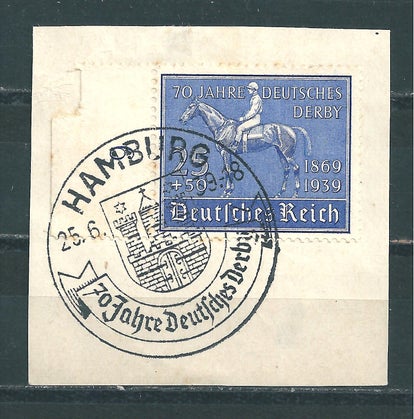 70 JAHRE DEUTSCHES
DERBY
25
+50
1869
1939
Deutsches Reich
HAMBURG
25.6.
70 Jahre Deutsches Derby